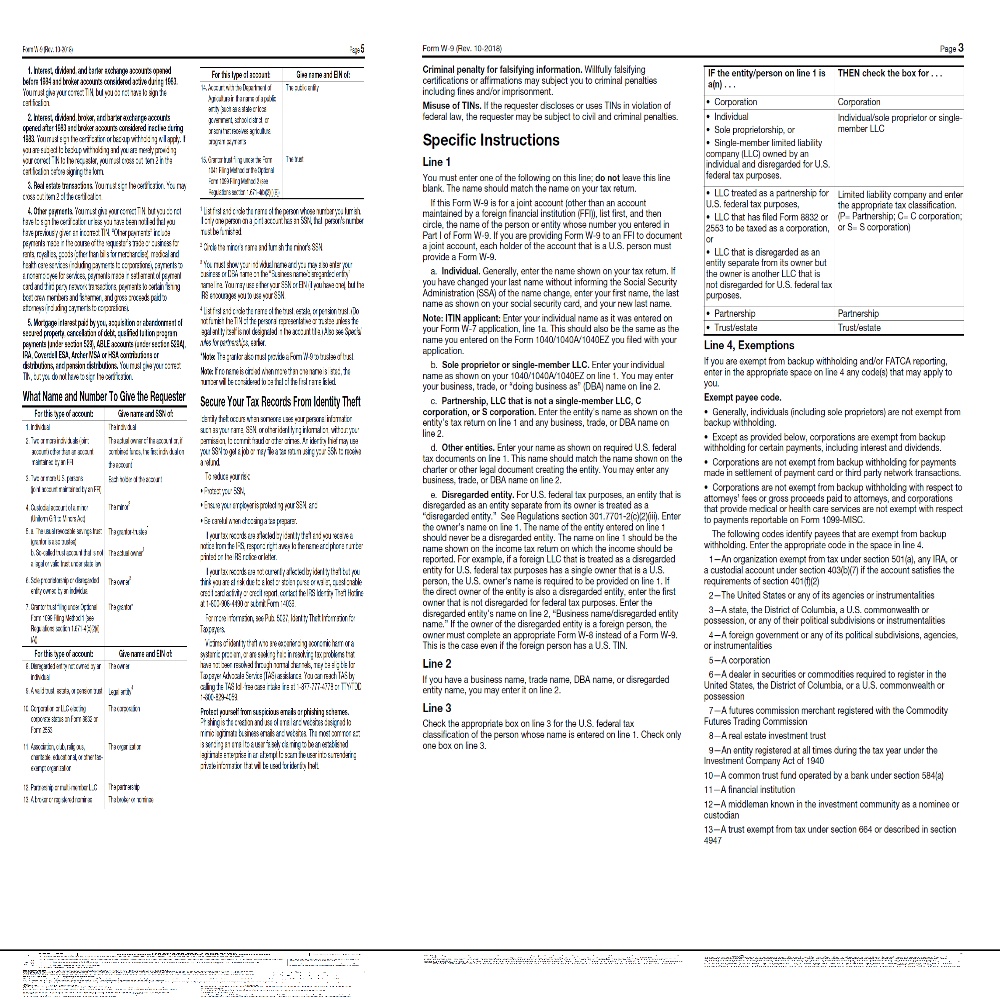 Form W-9 (Rev. 10-2018)
Page 5
1. Interest, dividend, and barter exchange accounts opened
before 1984 and broker accounts considered active during 1983.
You must give your correct TIN, but you do not have to sign the
certification.
2. Interest, dividend, broker, and barter exchange accounts
opened after 1983 and broker accounts considered inactive during
1983. You must sign the certification or backup withholding will apply. If
you are subject to backup withholding and you are merely providing
your correct TIN to the requester, you must cross out item 2 in the
certification before signing the form.
3. Real estate transactions. You must sign the certification. You may
cross out item 2 of the certification.
4. Other payments. You must give your correct TIN, but you do not
have to sign the certification unless you have been notified that you
have previously given an incorrect TIN. "Other payments" include
payments made in the course of the requester's trade or business for
rents, royalties, goods (other than bills for merchandise), medical and
health care services (including payments to corporations), payments to
a nonemployee for services, payments made in settlement of payment
card and third party network transactions, payments to certain fishing
boat crew members and fishermen, and gross proceeds paid to
attorneys (including payments to corporations).
5. Mortgage interest paid by you, acquisition or abandonment of
secured property, cancellation of debt, qualified tuition program
payments (under section 529), ABLE accounts (under section 529A),
IRA, Coverdell ESA, Archer MSA or HSA contributions or
distributions, and pension distributions. You must give your correct
TIN, but you do not have to sign the certification.
What Name and Number To Give the Requester
For this type of account: Give name and SSN of:
1. Individual The individual
2. Two or more individuals (joint The actual owner of the account or, if
account) other than an account combined funds, the first individual on
maintained by an FFI the account
3. Two or more U.S. persons Each holder of the account
(joint account maintained by an FFI)
4. Custodial account of a minor The minor2
(Uniform Gift to Minors Act)
5. a. The usual revocable savings trust The grantor-trustee
(grantor is also trustee)
b. So-called trust account that is not The actual owner
a legal or valid trust under state law
6. Sole proprietorship or disregarded The owner3
entity owned by an individual
7. Grantor trust filing under Optional The grantor*
Form 1099 Filing Method 1 (see
Regulations section 1.671-4(b)(2)(i)
(A))
For this type of account: Give name and EIN of:
8. Disregarded entity not owned by an The owner
individual
9. A valid trust, estate, or pension trust Legal entity4
10. Corporation or LLC electing The corporation
corporate status on Form 8832 or
Form 2553
11. Association, club, religious, The organization
charitable, educational, or other tax-
exempt organization
12. Partnership or multi-member LLC The partnership
13. A broker or registered nominee The broker or nominee
For this type of account: Give name and EIN of:
14. Account with the Department of The public entity
Agriculture in the name of a public
entity (such as a state or local
government, school district, or
prison) that receives agricultural
program payments
15. Grantor trust filing under the Form The trust
1041 Filing Method or the Optional
Form 1099 Filing Method 2 (see
Regulations section 1.671-4(b)(2)(i)(B))
1 List first and circle the name of the person whose number you furnish.
If only one person on a joint account has an SSN, that person's number
must be furnished.
2 Circle the minor's name and furnish the minor's SSN.
3 You must show your individual name and you may also enter your
business or DBA name on the "Business name/disregarded entity"
name line. You may use either your SSN or EIN (if you have one), but the
IRS encourages you to use your SSN.
4 List first and circle the name of the trust, estate, or pension trust. (Do
not furnish the TIN of the personal representative or trustee unless the
legal entity itself is not designated in the account title.) Also see Special
rules for partnerships, earlier.
*Note: The grantor also must provide a Form W-9 to trustee of trust.
Note: If no name is circled when more than one name is listed, the
number will be considered to be that of the first name listed.
Secure Your Tax Records From Identity Theft
Identity theft occurs when someone uses your personal information
such as your name, SSN, or other identifying information, without your
permission, to commit fraud or other crimes. An identity thief may use
your SSN to get a job or may file a tax return using your SSN to receive
a refund.
To reduce your risk:
• Protect your SSN,
• Ensure your employer is protecting your SSN, and
• Be careful when choosing a tax preparer.
If your tax records are affected by identity theft and you receive a
notice from the IRS, respond right away to the name and phone number
printed on the IRS notice or letter.
If your tax records are not currently affected by identity theft but you
think you are at risk due to a lost or stolen purse or wallet, questionable
credit card activity or credit report, contact the IRS Identity Theft Hotline
at 1-800-908-4490 or submit Form 14039.
For more information, see Pub. 5027, Identity Theft Information for
Taxpayers.
Victims of identity theft who are experiencing economic harm or a
systemic problem, or are seeking help in resolving tax problems that
have not been resolved through normal channels, may be eligible for
Taxpayer Advocate Service (TAS) assistance. You can reach TAS by
calling the TAS toll-free case intake line at 1-877-777-4778 or TTY/TDD
1-800-829-4059.
Protect yourself from suspicious emails or phishing schemes.
Phishing is the creation and use of email and websites designed to
mimic legitimate business emails and websites. The most common act
is sending an email to a user falsely claiming to be an established
legitimate enterprise in an attempt to scam the user into surrendering
private information that will be used for identity theft.
Form W-9 (Rev. 10-2018)
Page 3
Criminal penalty for falsifying information. Willfully falsifying
certifications or affirmations may subject you to criminal penalties
including fines and/or imprisonment.
Misuse of TINs. If the requester discloses or uses TINs in violation of
federal law, the requester may be subject to civil and criminal penalties.
Specific Instructions
Line 1
You must enter one of the following on this line; do not leave this line
blank. The name should match the name on your tax return.
If this Form W-9 is for a joint account (other than an account
maintained by a foreign financial institution (FFI)), list first, and then
circle, the name of the person or entity whose number you entered in
Part I of Form W-9. If you are providing Form W-9 to an FFI to document
a joint account, each holder of the account that is a U.S. person must
provide a Form W-9.
a. Individual. Generally, enter the name shown on your tax return. If
you have changed your last name without informing the Social Security
Administration (SSA) of the name change, enter your first name, the last
name as shown on your social security card, and your new last name.
Note: ITIN applicant: Enter your individual name as it was entered on
your Form W-7 application, line 1a. This should also be the same as the
name you entered on the Form 1040/1040A/1040EZ you filed with your
application.
b. Sole proprietor or single-member LLC. Enter your individual
name as shown on your 1040/1040A/1040EZ on line 1. You may enter
your business, trade, or "doing business as" (DBA) name on line 2.
c. Partnership, LLC that is not a single-member LLC, C
corporation, or S corporation. Enter the entity's name as shown on the
entity's tax return on line 1 and any business, trade, or DBA name on
line 2.
d. Other entities. Enter your name as shown on required U.S. federal
tax documents on line 1. This should match the name shown on the
charter or other legal document creating the entity. You may enter any
business, trade, or DBA name on line 2.
e. Disregarded entity. For U.S. federal tax purposes, an entity that is
disregarded as an entity separate from its owner is treated as a
"disregarded entity." See Regulations section 301.7701-2(c)(2)(iii). Enter
the owner's name on line 1. The name of the entity entered on line 1
should never be a disregarded entity. The name on line 1 should be the
name shown on the income tax return on which the income should be
reported. For example, if a foreign LLC that is treated as a disregarded
entity for U.S. federal tax purposes has a single owner that is a U.S.
person, the U.S. owner's name is required to be provided on line 1. If
the direct owner of the entity is also a disregarded entity, enter the first
owner that is not disregarded for federal tax purposes. Enter the
disregarded entity's name on line 2, "Business name/disregarded entity
name." If the owner of the disregarded entity is a foreign person, the
owner must complete an appropriate Form W-8 instead of a Form W-9.
This is the case even if the foreign person has a U.S. TIN.
Line 2
If you have a business name, trade name, DBA name, or disregarded
entity name, you may enter it on line 2.
Line 3
Check the appropriate box on line 3 for the U.S. federal tax
classification of the person whose name is entered on line 1. Check only
one box on line 3.
IF the entity/person on line 1 is THEN check the box for . . .
a(n) . . .
• Corporation Corporation
• Individual Individual/sole proprietor or single-
• Sole proprietorship, or member LLC
• Single-member limited liability
company (LLC) owned by an
individual and disregarded for U.S.
federal tax purposes.
• LLC treated as a partnership for Limited liability company and enter
U.S. federal tax purposes, the appropriate tax classification.
• LLC that has filed Form 8832 or (P= Partnership; C= C corporation;
2553 to be taxed as a corporation, or S= S corporation)
or
• LLC that is disregarded as an
entity separate from its owner but
the owner is another LLC that is
not disregarded for U.S. federal tax
purposes.
• Partnership Partnership
• Trust/estate Trust/estate
Line 4, Exemptions
If you are exempt from backup withholding and/or FATCA reporting,
enter in the appropriate space on line 4 any code(s) that may apply to
you.
Exempt payee code.
• Generally, individuals (including sole proprietors) are not exempt from
backup withholding.
• Except as provided below, corporations are exempt from backup
withholding for certain payments, including interest and dividends.
• Corporations are not exempt from backup withholding for payments
made in settlement of payment card or third party network transactions.
• Corporations are not exempt from backup withholding with respect to
attorneys' fees or gross proceeds paid to attorneys, and corporations
that provide medical or health care services are not exempt with respect
to payments reportable on Form 1099-MISC.
The following codes identify payees that are exempt from backup
withholding. Enter the appropriate code in the space in line 4.
1—An organization exempt from tax under section 501(a), any IRA, or
a custodial account under section 403(b)(7) if the account satisfies the
requirements of section 401(f)(2)
2—The United States or any of its agencies or instrumentalities
3—A state, the District of Columbia, a U.S. commonwealth or
possession, or any of their political subdivisions or instrumentalities
4—A foreign government or any of its political subdivisions, agencies,
or instrumentalities
5—A corporation
6—A dealer in securities or commodities required to register in the
United States, the District of Columbia, or a U.S. commonwealth or
possession
7—A futures commission merchant registered with the Commodity
Futures Trading Commission
8—A real estate investment trust
9—An entity registered at all times during the tax year under the
Investment Company Act of 1940
10—A common trust fund operated by a bank under section 584(a)
11—A financial institution
12—A middleman known in the investment community as a nominee or
custodian
13—A trust exempt from tax under section 664 or described in section
4947